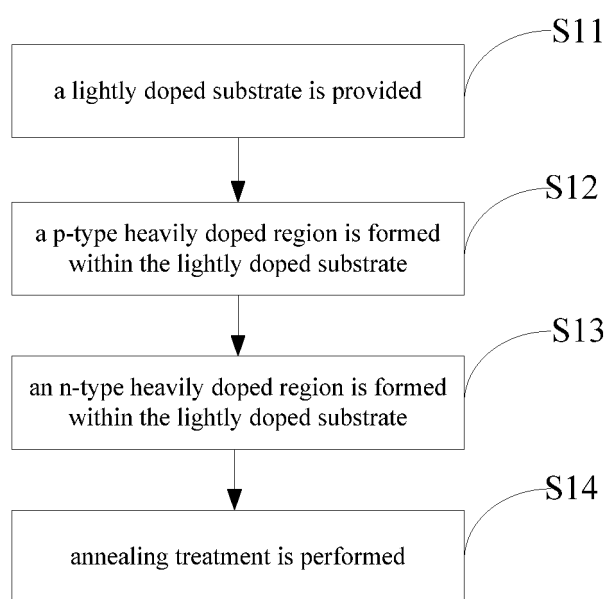 S11
a lightly doped substrate is provided
S12
a p-type heavily doped region is formed
within the lightly doped substrate
S13
an n-type heavily doped region is formed
within the lightly doped substrate
S14
annealing treatment is performed